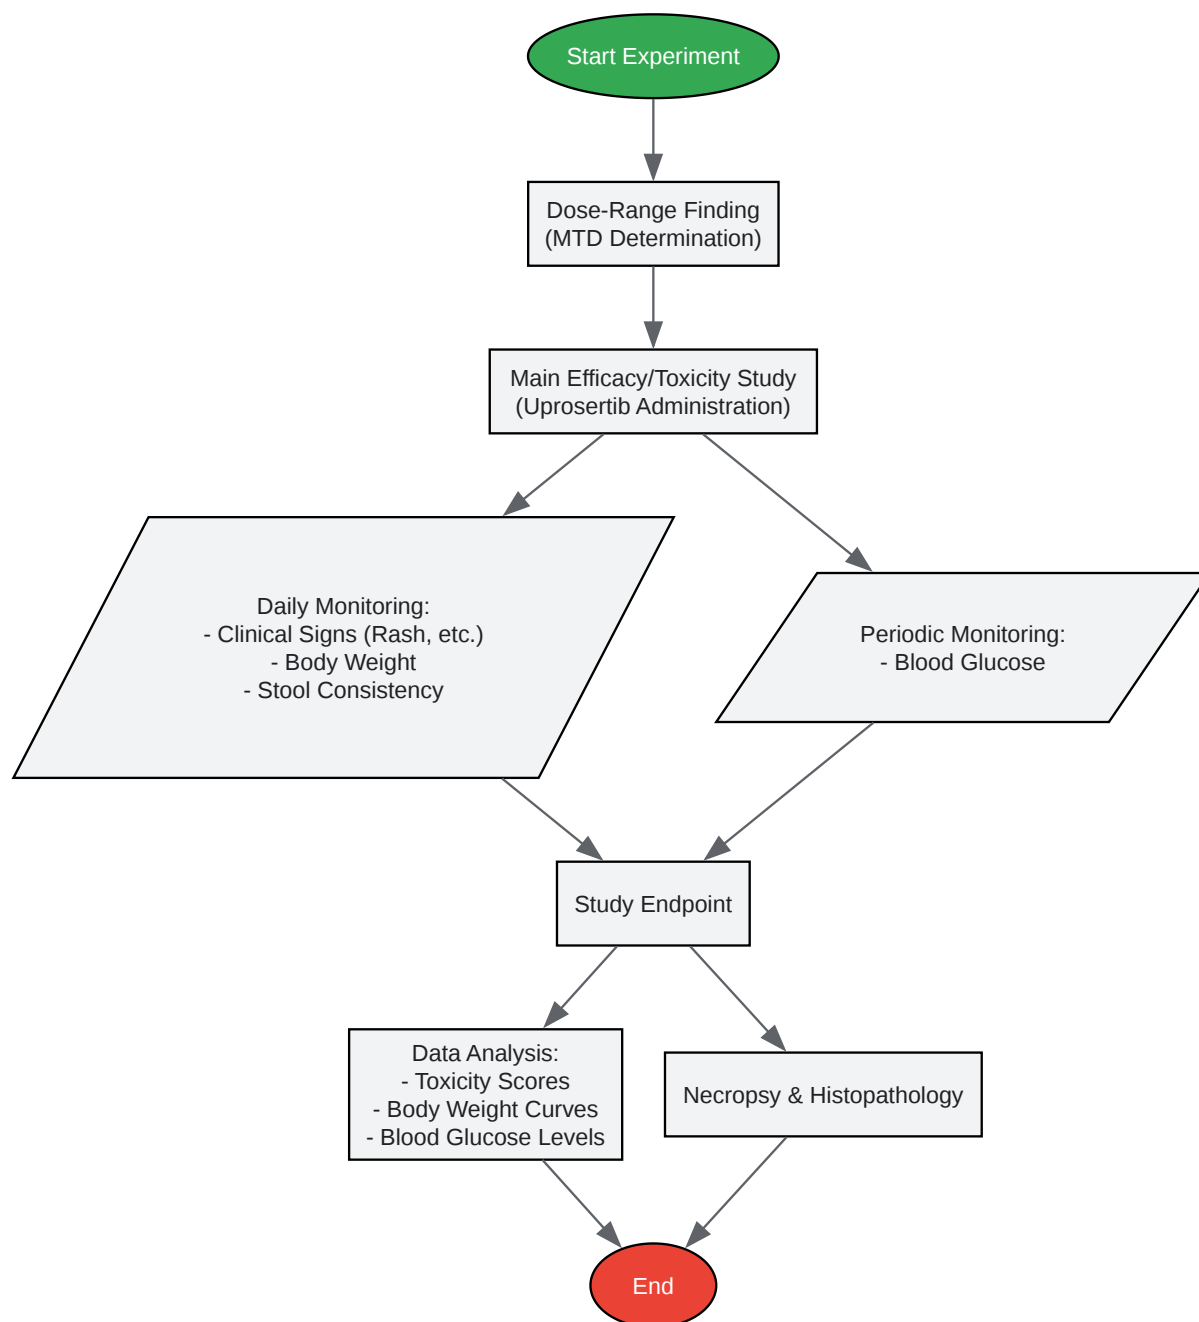 Start Experiment
Dose-Range Finding
(MTD Determination)
Main Efficacy/Toxicity Study
(Uprosertib Administration)
Daily Monitoring:
- Clinical Signs (Rash, etc.)
- Body Weight
- Stool Consistency
Periodic Monitoring:
- Blood Glucose
Study Endpoint
Data Analysis:
- Toxicity Scores
- Body Weight Curves
- Blood Glucose Levels
Necropsy & Histopathology
End